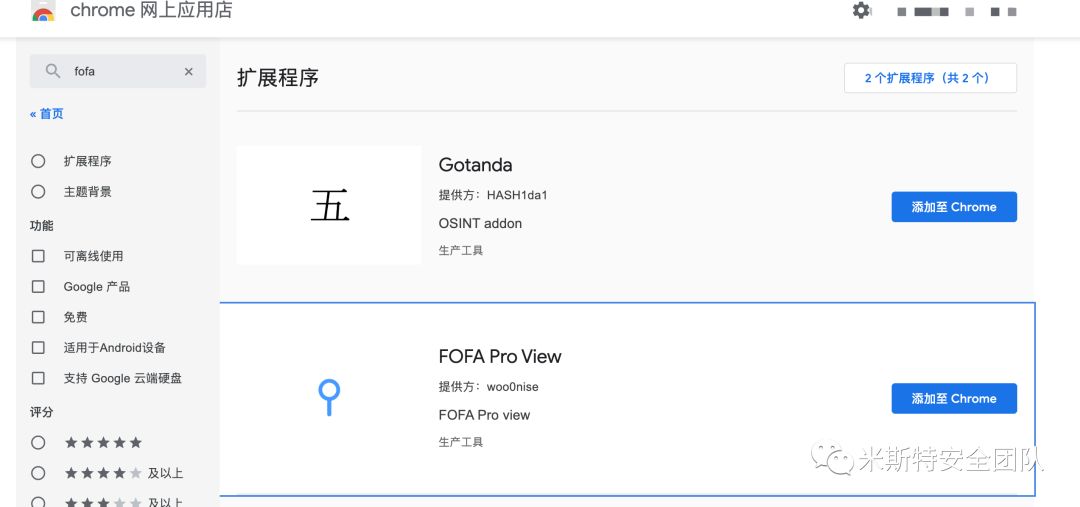 chrome 网上应用店
fofa
« 首页
扩展程序
主题背景
功能
可离线使用
Google 产品
免费
适用于Android设备
支持 Google 云端硬盘
评分
及以上
及以上
扩展程序
2 个扩展程序（共 2 个）
五
Gotanda
提供方：HASH1da1
OSINT addon
生产工具
添加至 Chrome
FOFA Pro View
提供方：woo0nise
FOFA Pro view
生产工具
添加至 Chrome
米斯特安全团队